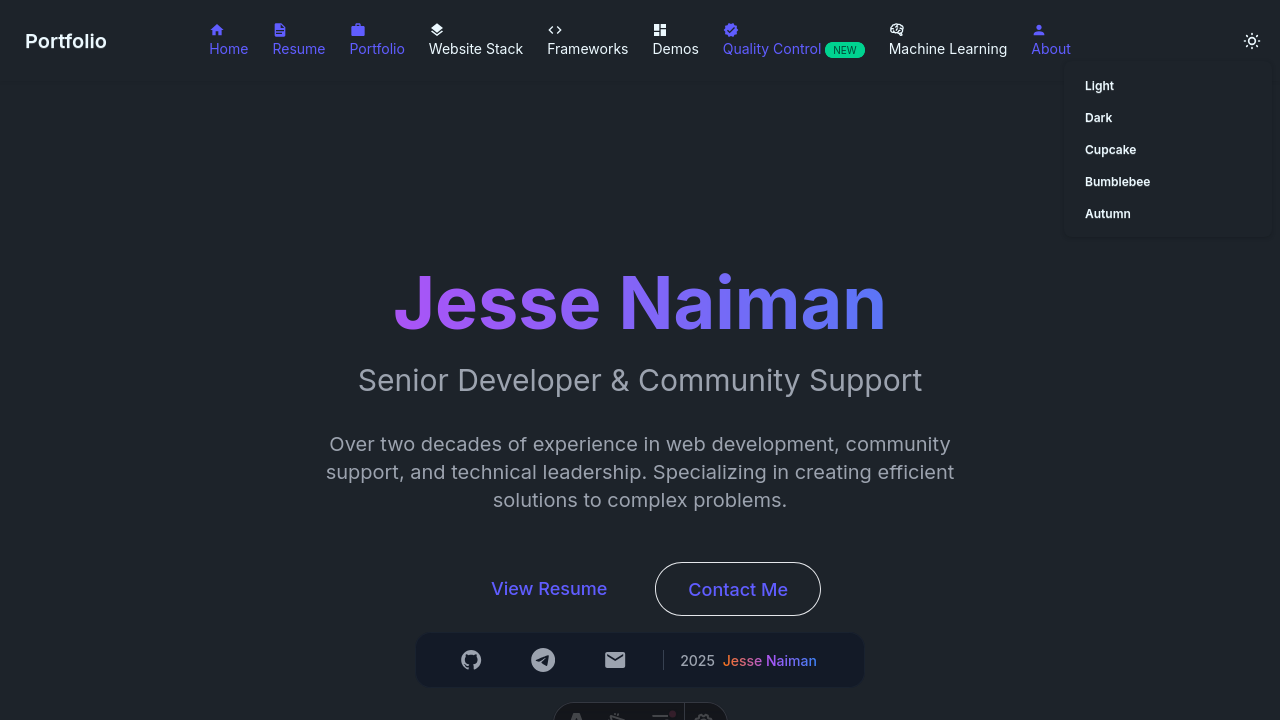 Portfolio
Home
Resume
Portfolio
Website Stack
Frameworks
Demos
Quality Control NEW
Machine Learning
About
Light
Dark
Cupcake
Bumblebee
Autumn
Jesse Naiman
Senior Developer & Community Support
Over two decades of experience in web development, community
support, and technical leadership. Specializing in creating efficient
solutions to complex problems.
View Resume
Contact Me
2025 Jesse Naiman